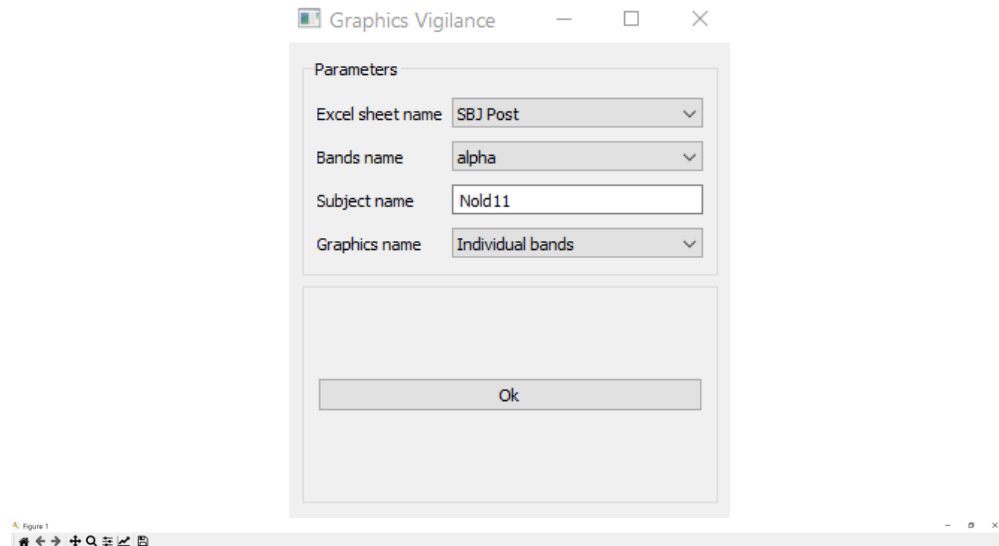 Graphics Vigilance
Parameters
Excel sheet name SBJ Post
Bands name alpha
Subject name Nold11
Graphics name Individual bands
Ok
Figure 1